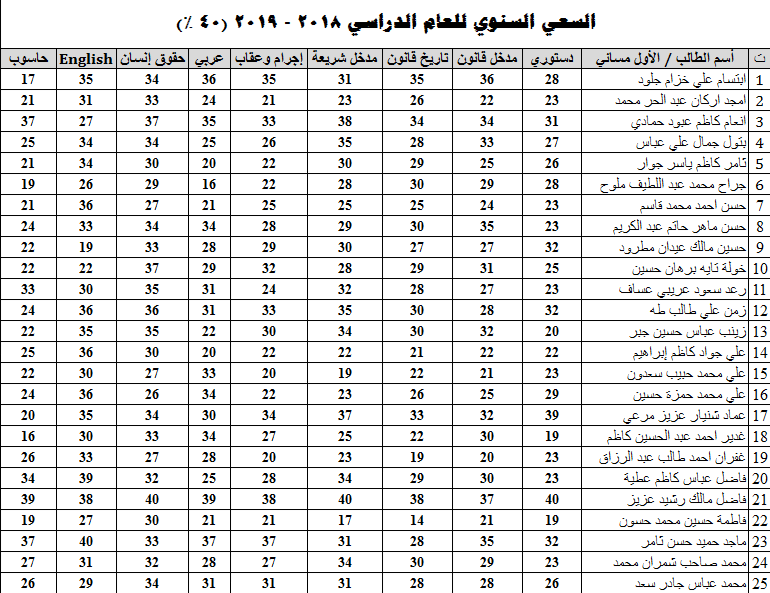 السعي السنوي للعام الدراسي ٢٠١٨ - ٢٠١٩ (٤٠ ٪)
ت أسم الطالب / الأول مسائي دستوري مدخل قانون تاريخ قانون مدخل شريعة إجرام وعقاب عربي حقوق إنسان English حاسوب
1 ابتسام علي خزام جلود 28 36 35 31 35 36 34 35 17
2 امجد اركان عبد الحر محمد 23 22 26 23 21 24 33 31 21
3 انعام كاظم عبود حمادي 31 34 34 38 33 35 37 27 37
4 بتول جمال علي عباس 27 33 28 35 26 25 34 34 25
5 ثامر كاظم ياسر جوار 26 25 29 30 22 20 30 34 21
6 جراح محمد عبد اللطيف ملوح 28 29 30 28 22 16 29 26 19
7 حسن احمد محمد قاسم 23 24 25 25 25 21 27 36 21
8 حسن ماهر حاتم عبد الكريم 23 35 30 29 28 34 34 33 24
9 حسين مالك عيدان مطرود 32 27 27 30 29 28 33 19 22
10 خولة تايه برهان حسين 25 31 29 28 32 29 37 22 22
11 رعد سعود عريبي عساف 23 27 28 32 24 31 35 30 33
12 زمن علي طالب طه 32 28 30 35 33 31 36 36 24
13 زينب عباس حسين جبر 20 32 30 34 30 22 35 35 22
14 علي جواد كاظم إبراهيم 22 22 21 22 22 20 30 36 25
15 علي محمد حبيب سعدون 23 21 22 19 20 33 27 30 22
16 علي محمد حمزة حسين 29 25 26 23 22 34 26 36 24
17 عماد شنيار عزيز مرعي 39 32 33 37 34 30 34 35 20
18 غدير احمد عبد الحسين كاظم 19 30 22 25 27 34 33 30 16
19 غفران احمد طالب عبد الرزاق 23 20 19 23 20 28 27 33 26
20 فاضل عباس كاظم عطية 23 30 29 34 28 25 32 39 34
21 فاضل مالك رشيد عزيز 40 37 38 40 38 39 40 38 39
22 فاطمة حسين محمد حسون 19 21 14 17 21 21 30 27 19
23 ماجد حميد حسن ثامر 32 35 28 31 37 37 33 40 37
24 محمد صاحب شمران محمد 23 29 30 34 27 28 32 31 27
25 محمد عباس جادر سعد 26 28 28 31 31 31 34 29 26